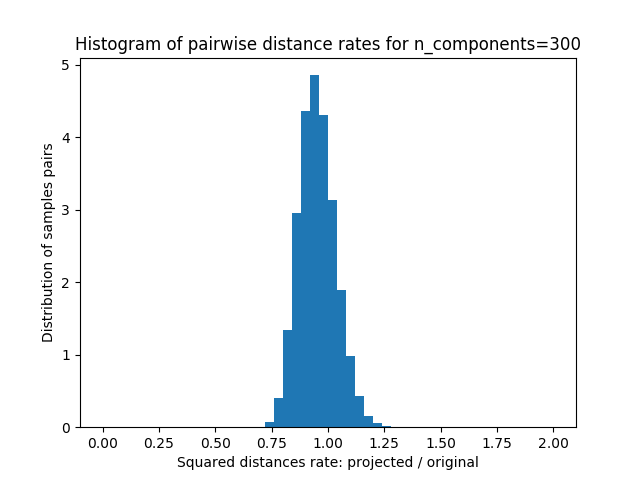 Histogram of pairwise distance rates for n_components=300
5
4
3
2
1
0
Distribution of samples pairs
0.00 0.25 0.50 0.75 1.00 1.25 1.50 1.75 2.00
Squared distances rate: projected / original